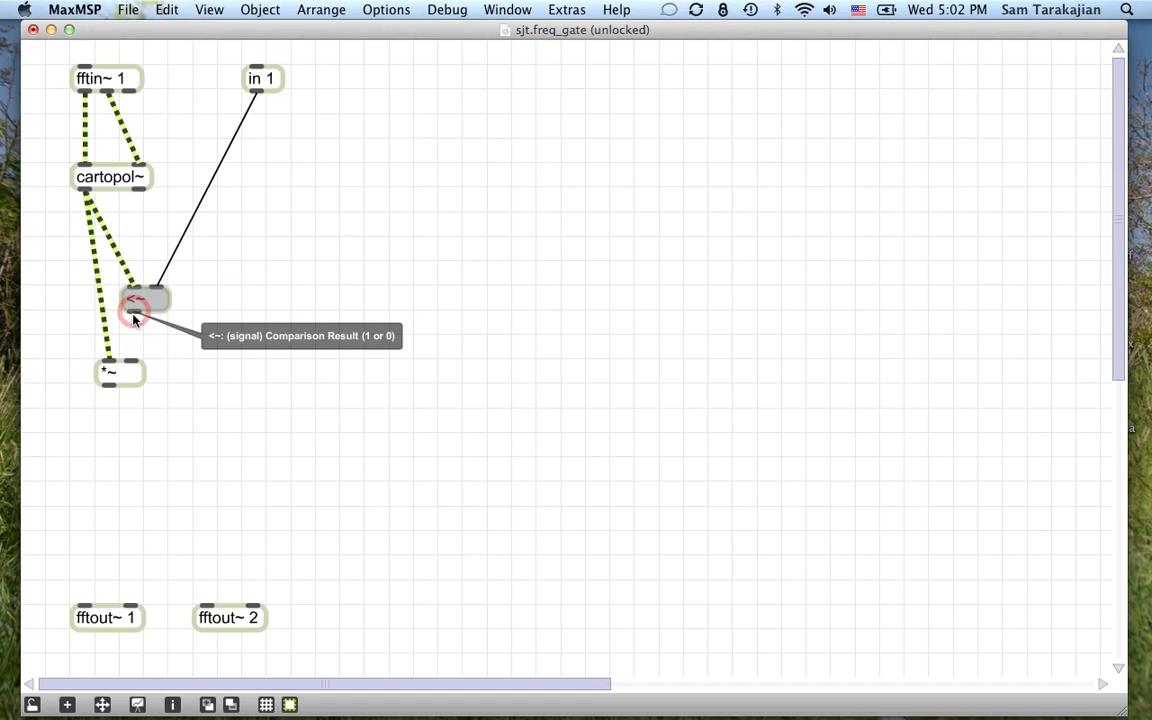 MaxMSP File Edit View Object Arrange Options Debug Window Extras Help Wed 5:02 PM Sam Tarakajian
sjt.freq_gate (unlocked)
fftin~ 1
in 1
cartopol~
<~
<~: (signal) Comparison Result (1 or 0)
*~
fftout~ 1
fftout~ 2